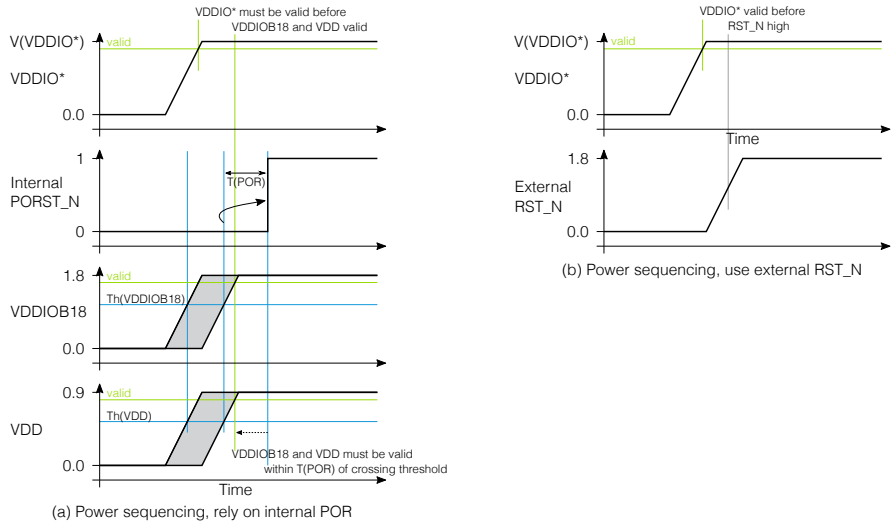 VDDIO* must be valid before
VDDIOB18 and VDD valid
V(VDDIO*)
valid
VDDIO*
0.0
1
Internal
PORST_N
T(POR)
0
1.8
valid
Th(VDDIOB18)
VDDIOB18
0.0
0.9
valid
Th(VDD)
VDD
VDDIOB18 and VDD must be valid
within T(POR) of crossing threshold
0.0
Time
(a) Power sequencing, rely on internal POR
VDDIO* valid before
RST_N high
V(VDDIO*)
valid
VDDIO*
0.0
Time
1.8
External
RST_N
0.0
(b) Power sequencing, use external RST_N